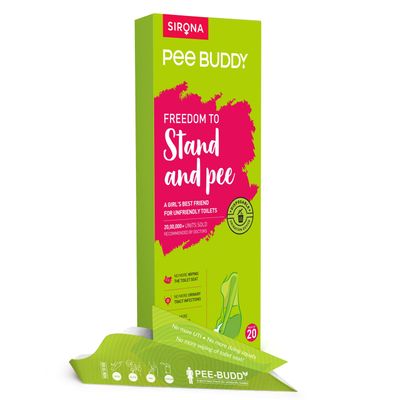 SIRONA
Pee BUDDY
FREEDOM TO
Stand
and pee
A GIRL'S BEST FRIEND
FOR UNFRIENDLY TOILETS
20,00,000+ UNITS SOLD
RECOMMENDED BY DOCTORS
NO MORE WIPING
THE TOILET SEAT
NO MORE URINARY
TRACT INFECTIONS
20
No more UTI • No more
No more wiping of toilet seat!
PEE-BUDDY